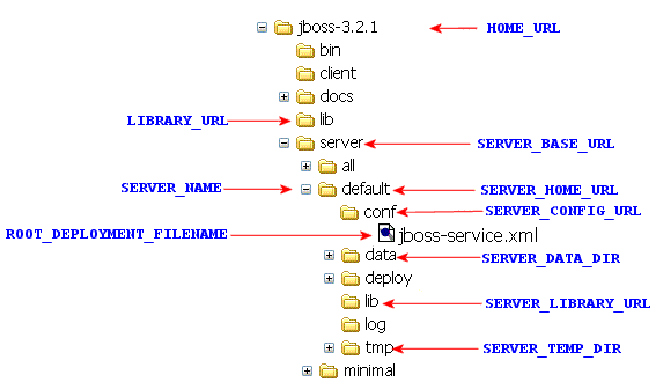 jboss-3.2.1 HOME_URL
bin
client
docs
LIBRARY_URL lib
server SERVER_BASE_URL
all
SERVER_NAME default SERVER_HOME_URL
conf SERVER_CONFIG_URL
ROOT_DEPLOYMENT_FILENAME jboss-service.xml
data SERVER_DATA_DIR
deploy
lib SERVER_LIBRARY_URL
log
tmp SERVER_TEMP_DIR
minimal